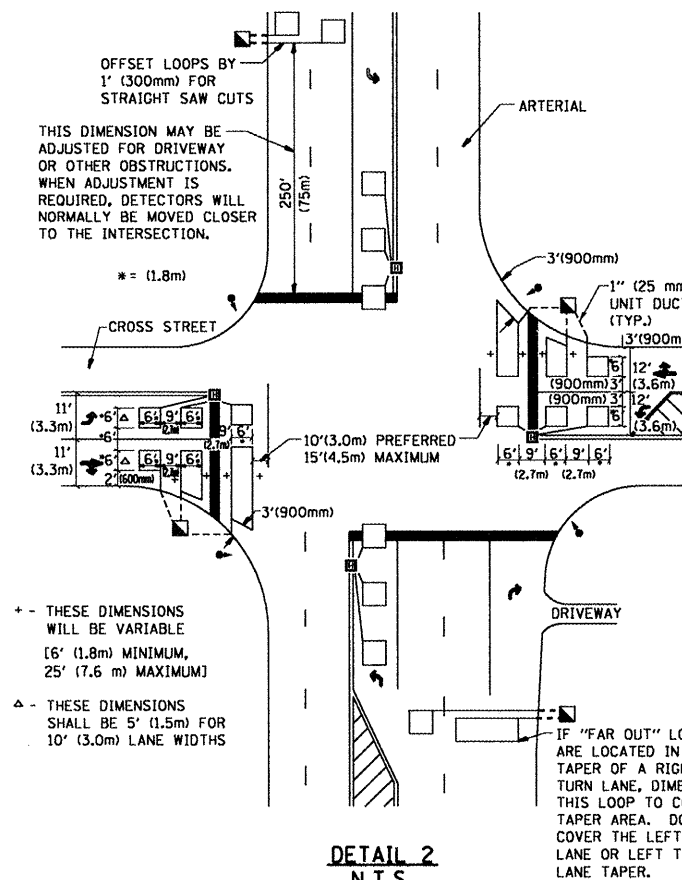 OFFSET LOOPS BY
1' (300mm) FOR
STRAIGHT SAW CUTS
THIS DIMENSION MAY BE
ADJUSTED FOR DRIVEWAY
OR OTHER OBSTRUCTIONS.
WHEN ADJUSTMENT IS
REQUIRED, DETECTORS WILL
NORMALLY BE MOVED CLOSER
TO THE INTERSECTION.
250'
(75m)
ARTERIAL
* = (1.8m)
3'(900mm)
1" (25 mm
UNIT DUC
(TYP.)
CROSS STREET
3'(900m
6'
12'
(3.6m)
(900mm) 3'
(900mm) 3'
12'
(3.6m)
11'
(3.3m)
*6'
6' 9' 6'
*6'
(2.7m)
9' 6'
11'
(3.3m)
*6'
6' 9' 6'
2'
(600mm)
10'(3.0m) PREFERRED
15'(4.5m) MAXIMUM
6' 9' 6' 9' 6'
(2.7m) (2.7m)
3'(900mm)
+ - THESE DIMENSIONS
WILL BE VARIABLE
[6' (1.8m) MINIMUM,
25' (7.6 m) MAXIMUM]
DRIVEWAY
△ - THESE DIMENSIONS
SHALL BE 5' (1.5m) FOR
10' (3.0m) LANE WIDTHS
IF "FAR OUT" LO
ARE LOCATED IN
TAPER OF A RIG
TURN LANE, DIME
THIS LOOP TO C
TAPER AREA. DO
COVER THE LEFT
LANE OR LEFT T
LANE TAPER.
DETAIL 2
N.T.S.